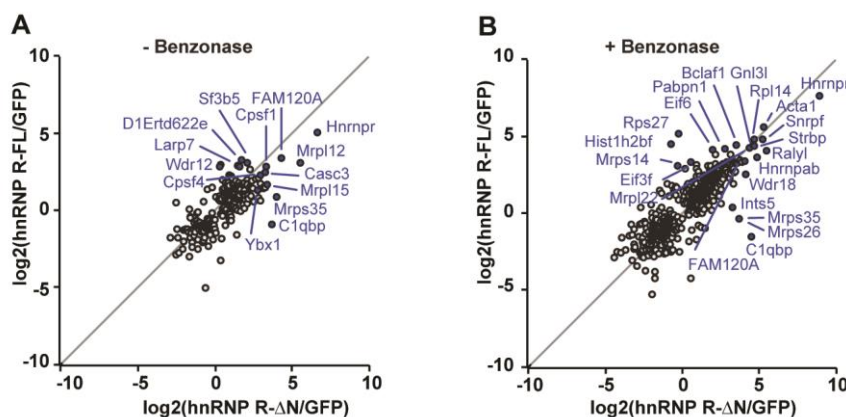 A
- Benzonase
10
5
0
-5
-10
-10
-5
0
5
10
log2(hnRNP R-FL/GFP)
log2(hnRNP R-ΔN/GFP)
Sf3b5
FAM120A
Cpsf1
Hnrnpr
D1Ertd622e
Larp7
Mrpl12
Wdr12
Casc3
Cpsf4
Mrpl15
Mrps35
C1qbp
Ybx1
B
+ Benzonase
10
5
0
-5
-10
-10
-5
0
5
10
log2(hnRNP R-FL/GFP)
log2(hnRNP R-ΔN/GFP)
Bclaf1
Gnl3l
Hnrnpr
Pabpn1
Rpl14
Eif6
Acta1
Rps27
Snrpf
Hist1h2bf
Strbp
Mrps14
Ralyl
Eif3f
Hnrnpab
Mrpl22
Wdr18
Ints5
Mrps35
Mrps26
C1qbp
FAM120A